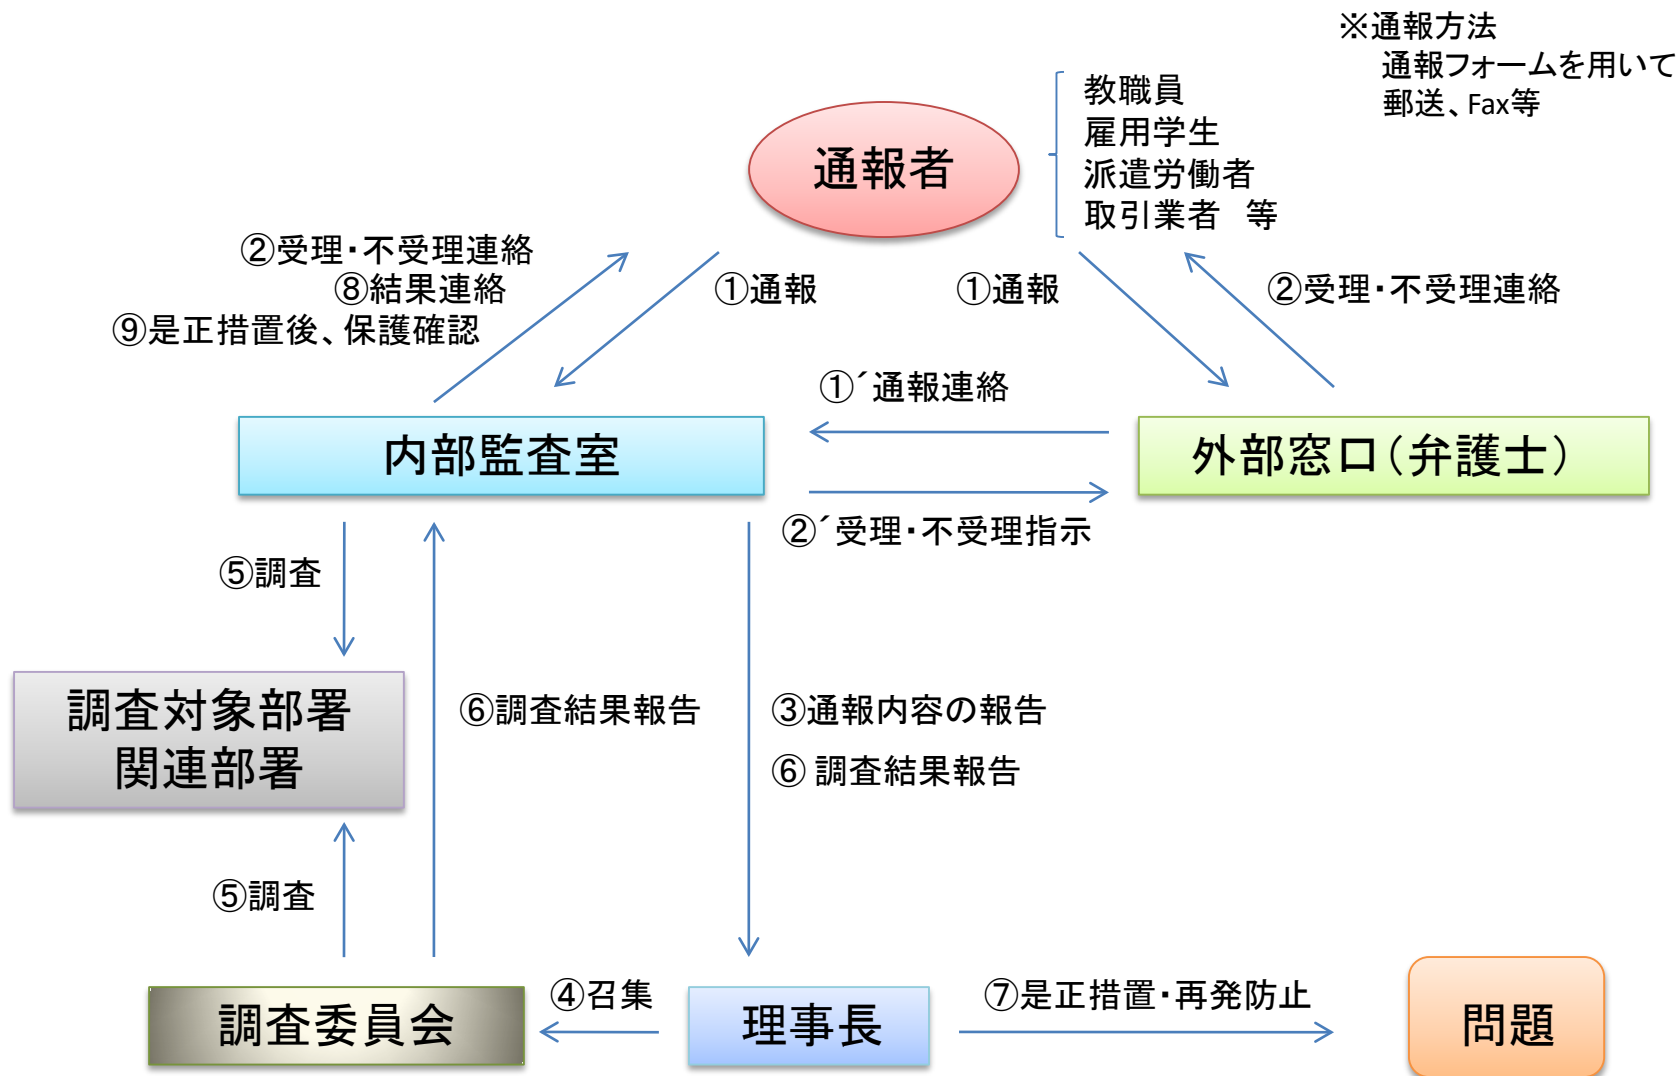 ※通報方法
通報フォームを用いて
郵送、Fax等
教職員
雇用学生
派遣労働者
取引業者　等
通報者
②受理・不受理連絡
⑧結果連絡
⑨是正措置後、保護確認
①通報
①通報
②受理・不受理連絡
①´通報連絡
内部監査室
外部窓口（弁護士）
②´受理・不受理指示
⑤調査
調査対象部署
関連部署
⑥調査結果報告
③通報内容の報告
⑥ 調査結果報告
⑤調査
調査委員会
④召集
理事長
⑦是正措置・再発防止
問題